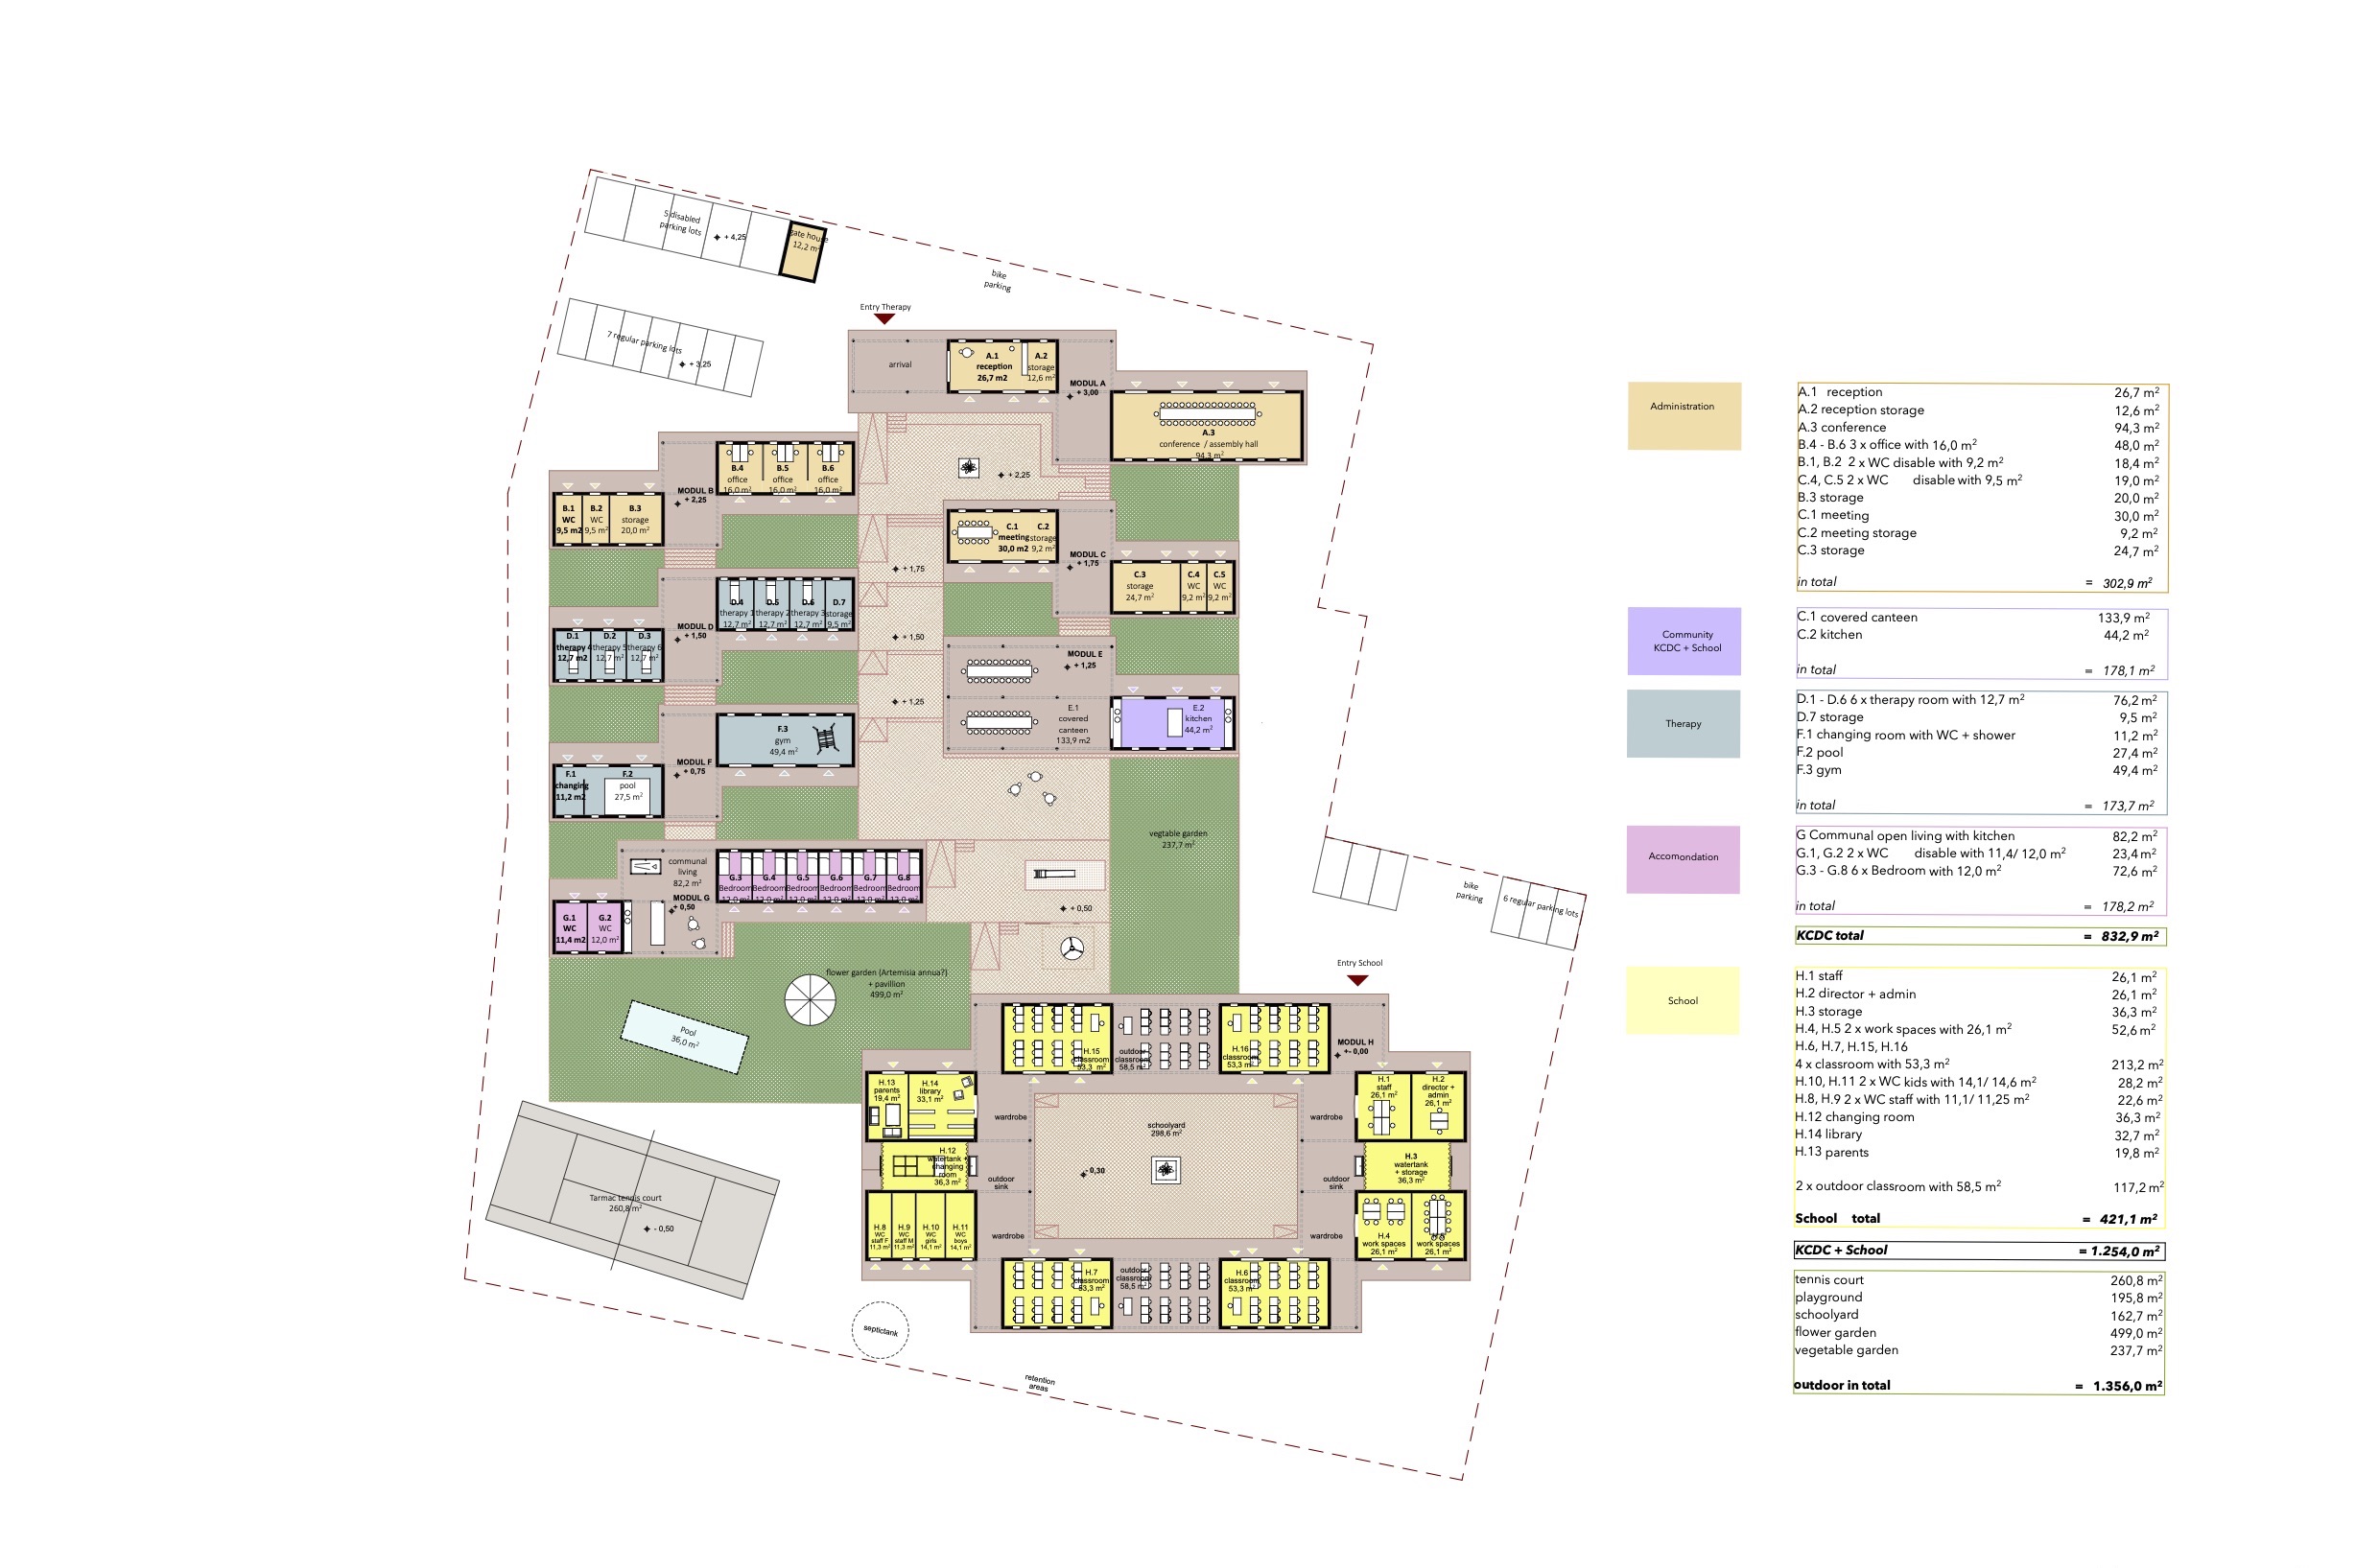 5 disabled
parking lots
+ 4,25
gate house
12,2 m²
bike
parking
7 regular parking lots
+ 3,25
Entry Therapy
arrival
A.1
reception
26,7 m2
A.2
storage
12,6 m²
MODUL A
+ 3,00
A.3
conference / assembly hall
94,3 m²
+ 2,25
B.4
office
16,0 m²
B.5
office
16,0 m²
B.6
office
16,0 m²
MODUL B
+ 2,25
B.1
WC
9,5 m2
B.2
WC
9,5 m²
B.3
storage
20,0 m²
C.1
meeting
30,0 m2
C.2
storage
9,2 m²
MODUL C
+ 1,75
+ 1,75
C.3
storage
24,7 m²
C.4
WC
9,2 m²
C.5
WC
9,2 m²
D.4
therapy 1
12,7 m²
D.5
therapy 2
12,7 m²
D.6
therapy 3
12,7 m²
D.7
storage
9,5 m²
MODUL D
+ 1,50
+ 1,50
D.1
therapy 4
12,7 m2
D.2
therapy 5
12,7 m²
D.3
therapy 6
12,7 m²
MODUL E
+ 1,25
+ 1,25
E.1
covered
canteen
133,9 m2
E.2
kitchen
44,2 m²
F.3
gym
49,4 m²
MODUL F
+ 0,75
F.1
changing
11,2 m2
F.2
pool
27,5 m²
vegtable garden
237,7 m²
communal
living
82,2 m²
MODUL G
+ 0,50
G.3
Bedroom
12,0 m²
G.4
Bedroom
12,0 m²
G.5
Bedroom
12,0 m²
G.6
Bedroom
12,0 m²
G.7
Bedroom
12,0 m²
G.8
Bedroom
12,0 m²
G.1
WC
11,4 m2
G.2
WC
12,0 m²
+ 0,50
bike
parking
6 regular parking lots
flower garden (Artemisia annua?)
+ pavillion
499,0 m²
Pool
36,0 m²
Entry School
H.15
classroom
53,3 m²
outdoor
classroom
58,5 m²
H.16
classroom
53,3 m²
MODUL H
+- 0,00
H.13
parents
19,4 m²
H.14
library
33,1 m²
wardrobe
schoolyard
298,6 m²
wardrobe
H.1
staff
26,1 m²
H.2
director +
admin
26,1 m²
H.12
watertank +
changing
room
36,3 m²
outdoor
sink
- 0,30
outdoor
sink
H.3
watertank
+ storage
36,3 m²
H.8
WC
staff F
11,3 m²
H.9
WC
staff M
11,3 m²
H.10
WC
girls
14,1 m²
H.11
WC
boys
14,1 m²
wardrobe
wardrobe
H.4
work spaces
26,1 m²
work spaces
26,1 m²
H.7
classroom
53,3 m²
outdoor
classroom
58,5 m²
H.6
classroom
53,3 m²
Tarmac tennis court
260,8 m²
- 0,50
septictank
retention
areas
Administration
A.1 reception 26,7 m²
A.2 reception storage 12,6 m²
A.3 conference 94,3 m²
B.4 - B.6 3 x office with 16,0 m² 48,0 m²
B.1, B.2 2 x WC disable with 9,2 m² 18,4 m²
C.4, C.5 2 x WC disable with 9,5 m² 19,0 m²
B.3 storage 20,0 m²
C.1 meeting 30,0 m²
C.2 meeting storage 9,2 m²
C.3 storage 24,7 m²
in total = 302,9 m²
Community
KCDC + School
C.1 covered canteen 133,9 m²
C.2 kitchen 44,2 m²
in total = 178,1 m²
Therapy
D.1 - D.6 6 x therapy room with 12,7 m² 76,2 m²
D.7 storage 9,5 m²
F.1 changing room with WC + shower 11,2 m²
F.2 pool 27,4 m²
F.3 gym 49,4 m²
in total = 173,7 m²
Accomondation
G Communal open living with kitchen 82,2 m²
G.1, G.2 2 x WC disable with 11,4/ 12,0 m² 23,4 m²
G.3 - G.8 6 x Bedroom with 12,0 m² 72,6 m²
in total = 178,2 m²
KCDC total = 832,9 m²
School
H.1 staff 26,1 m²
H.2 director + admin 26,1 m²
H.3 storage 36,3 m²
H.4, H.5 2 x work spaces with 26,1 m² 52,6 m²
H.6, H.7, H.15, H.16
4 x classroom with 53,3 m² 213,2 m²
H.10, H.11 2 x WC kids with 14,1/ 14,6 m² 28,2 m²
H.8, H.9 2 x WC staff with 11,1/ 11,25 m² 22,6 m²
H.12 changing room 36,3 m²
H.14 library 32,7 m²
H.13 parents 19,8 m²
2 x outdoor classroom with 58,5 m² 117,2 m²
School total = 421,1 m²
KCDC + School = 1.254,0 m²
tennis court 260,8 m²
playground 195,8 m²
schoolyard 162,7 m²
flower garden 499,0 m²
vegetable garden 237,7 m²
outdoor in total = 1.356,0 m²